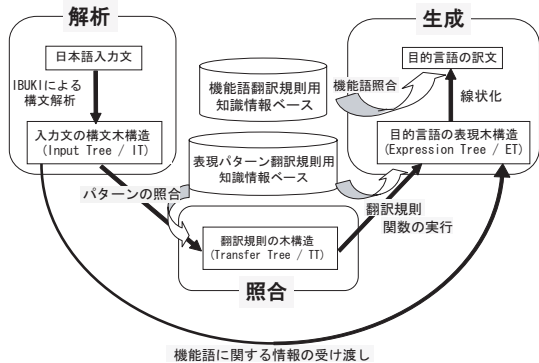 解析
日本語入力文
IBUKIによる
構文解析
入力文の構文木構造
(Input Tree / IT)
機能語翻訳規則用
知識情報ベース
表現パターン翻訳規則用
知識情報ベース
パターンの照合
翻訳規則の木構造
(Transfer Tree / TT)
照合
生成
目的言語の訳文
機能語照合
線状化
目的言語の表現木構造
(Expression Tree / ET)
翻訳規則
関数の実行
機能語に関する情報の受け渡し